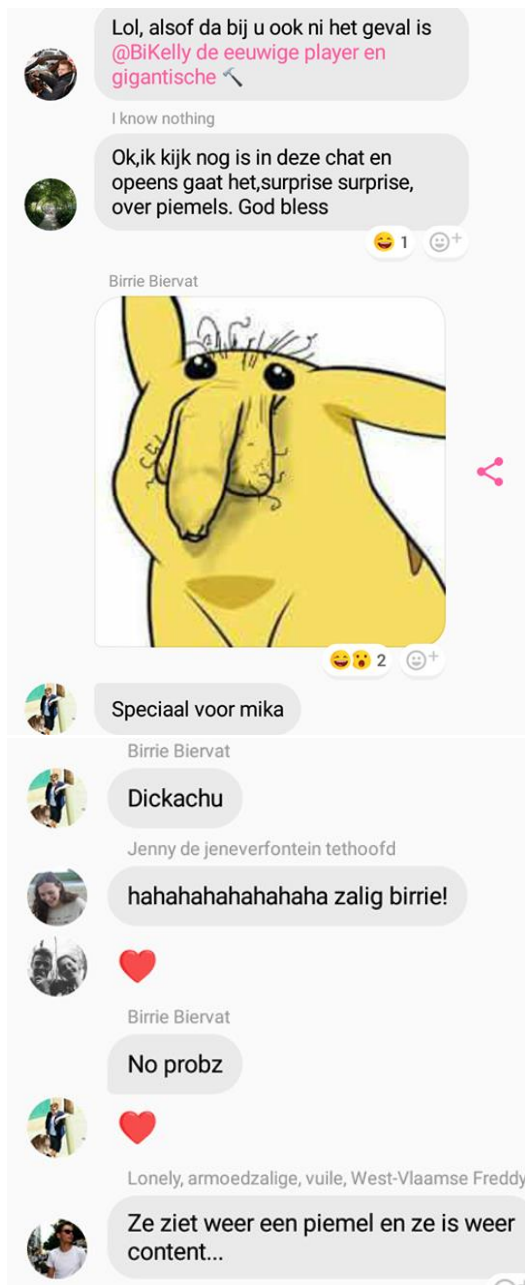 Lol, alsof da bij u ook ni het geval is
@BiKelly de eeuwige player en
gigantische 🔨
I know nothing
Ok,ik kijk nog is in deze chat en
opeens gaat het,surprise surprise,
over piemels. God bless
😄 1
Birrie Biervat
😄😮 2
Speciaal voor mika
Birrie Biervat
Dickachu
Jenny de jeneverfontein tethoofd
hahahahahahahaha zalig birrie!
❤️
Birrie Biervat
No probz
❤️
Lonely, armoedzalige, vuile, West-Vlaamse Freddy
Ze ziet weer een piemel en ze is weer
content...